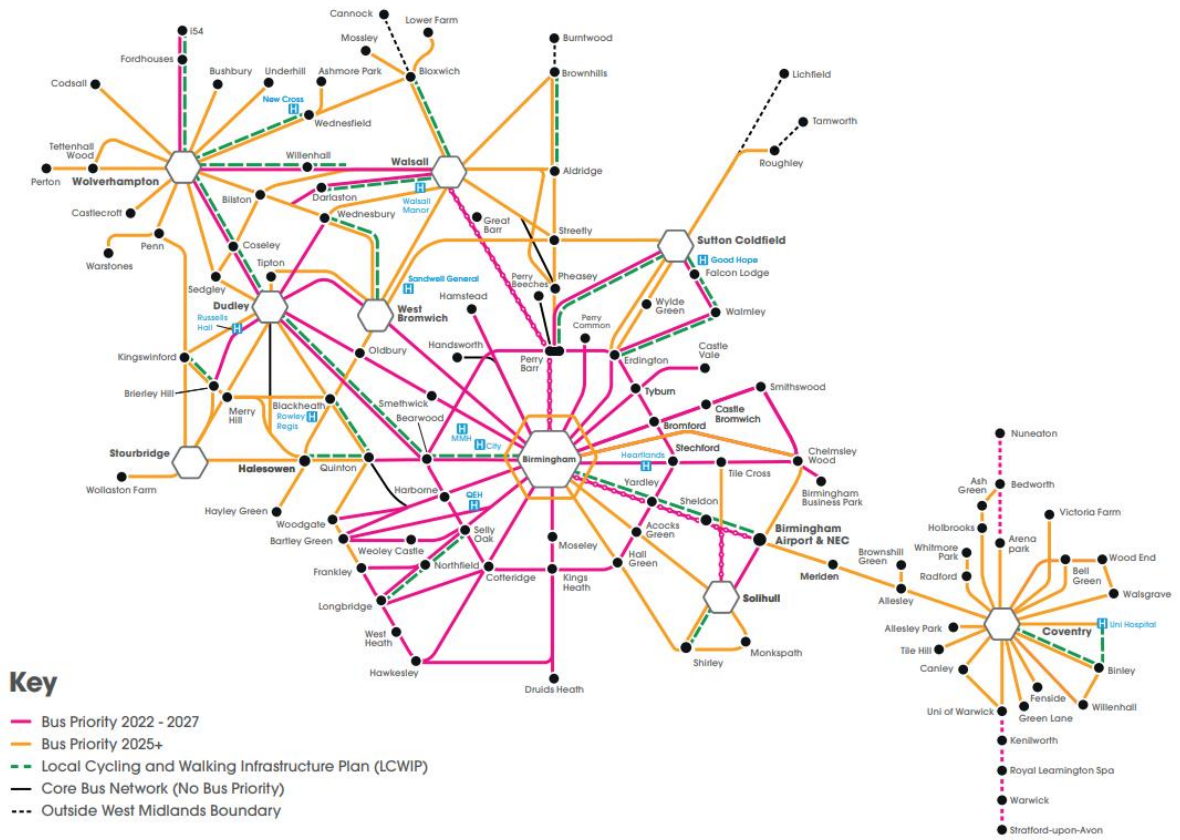 Cannock
Lower Farm
i54
Mossley
Burntwood
Fordhouses
Bushbury
Underhill
Ashmore Park
Bloxwich
Brownhills
Lichfield
Codsall
New Cross
Wednesfield
Tamworth
Tettenhall
Wood
Willenhall
Walsall
Roughley
Perton
Wolverhampton
Aldridge
Bilston
Darlaston
Walsall
Manor
Castlecroft
Wednesbury
Great
Barr
Penn
Coseley
Streetly
Sutton Coldfield
Warstones
Tipton
Good Hope
Falcon Lodge
Sedgley
Sandwell General
Perry
Beeches
Pheasey
Dudley
Hamstead
Wylde
Green
Walmley
Russells
Hall
West
Bromwich
Perry
Common
Handsworth
Castle
Vale
Kingswinford
Oldbury
Perry
Barr
Erdington
Brierley Hill
Merry
Hill
Smethwick
Tyburn
Smithswood
Blackheath
Rowley
Regis
Bearwood
Castle
Bromwich
Bromford
MMH
City
Stechford
Nuneaton
Stourbridge
Birmingham
Heartlands
Chelmsley
Wood
Halesowen
Quinton
Tile Cross
Wollaston Farm
Yardley
Birmingham
Business Park
Ash
Green
Bedworth
Harborne
QEH
Sheldon
Hayley Green
Woodgate
Victoria Farm
Selly
Oak
Acocks
Green
Birmingham
Airport & NEC
Holbrooks
Bartley Green
Weoley Castle
Moseley
Arena
park
Hall
Green
Brownshill
Green
Whitmore
Park
Wood End
Frankley
Northfield
Cotteridge
Kings
Heath
Meriden
Radford
Bell
Green
Allesley
Walsgrave
Longbridge
Solihull
West
Heath
Allesley Park
Coventry
Uni Hospital
Tile Hill
Monkspath
Shirley
Hawkesley
Canley
Binley
Druids Heath
Fenside
Uni of Warwick
Green Lane
Willenhall
Kenilworth
Royal Leamington Spa
Warwick
Stratford-upon-Avon
Key
Bus Priority 2022 - 2027
Bus Priority 2025+
Local Cycling and Walking Infrastructure Plan (LCWIP)
Core Bus Network (No Bus Priority)
Outside West Midlands Boundary
H
H
H
H
H
H
H
H
H
H
H